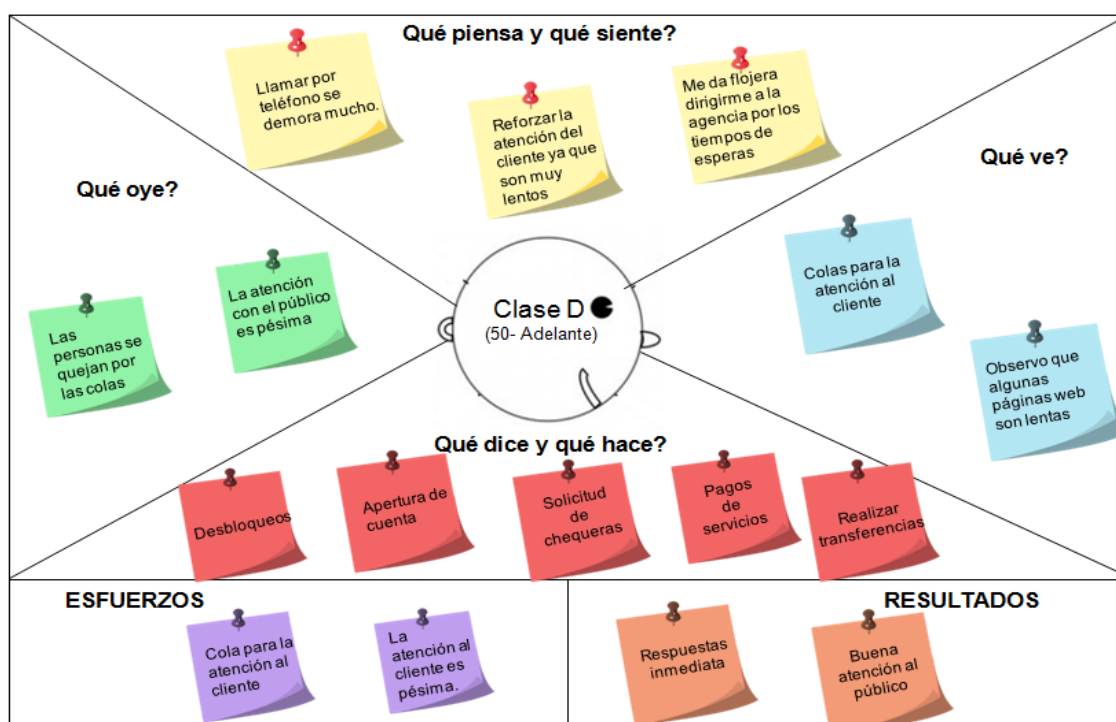 Qué piensa y qué siente?
Llamar por
teléfono se
demora mucho.
Reforzar la
atención del
cliente ya que
son muy
lentos
Me da flojera
dirigirme a la
agencia por los
tiempos de
esperas
Qué oye?
Las
personas se
quejan por
las colas
La atención
con el público
es pésima
Qué ve?
Colas para la
atención al
cliente
Observo que
algunas
páginas web
son lentas
Clase D
(50- Adelante)
Qué dice y qué hace?
Desbloqueos
Apertura de
cuenta
Solicitud
de
chequeras
Pagos
de
servicios
Realizar
transferencias
ESFUERZOS
Cola para la
atención al
cliente
La
atención al
cliente es
pésima.
RESULTADOS
Respuestas
inmediata
Buena
atención al
público